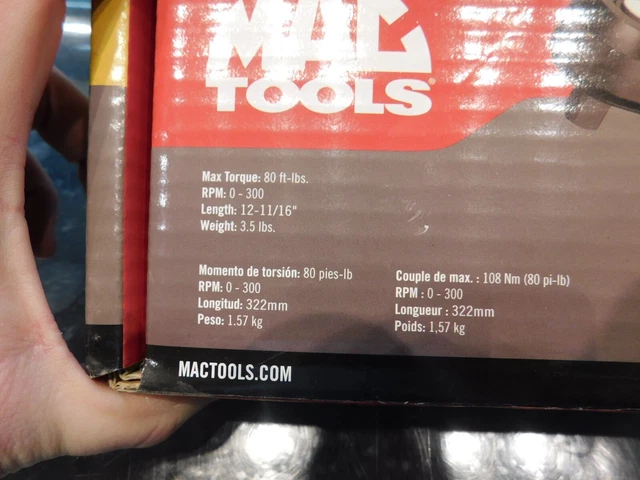 MAC
TOOLS®
Max Torque: 80 ft-lbs.
RPM: 0 - 300
Length: 12-11/16"
Weight: 3.5 lbs.
Momento de torsión: 80 pies-lb
RPM: 0 - 300
Longitud: 322mm
Peso: 1.57 kg
Couple de max. : 108 Nm (80 pi-lb)
RPM : 0 - 300
Longueur : 322mm
Poids: 1,57 kg
MACTOOLS.COM